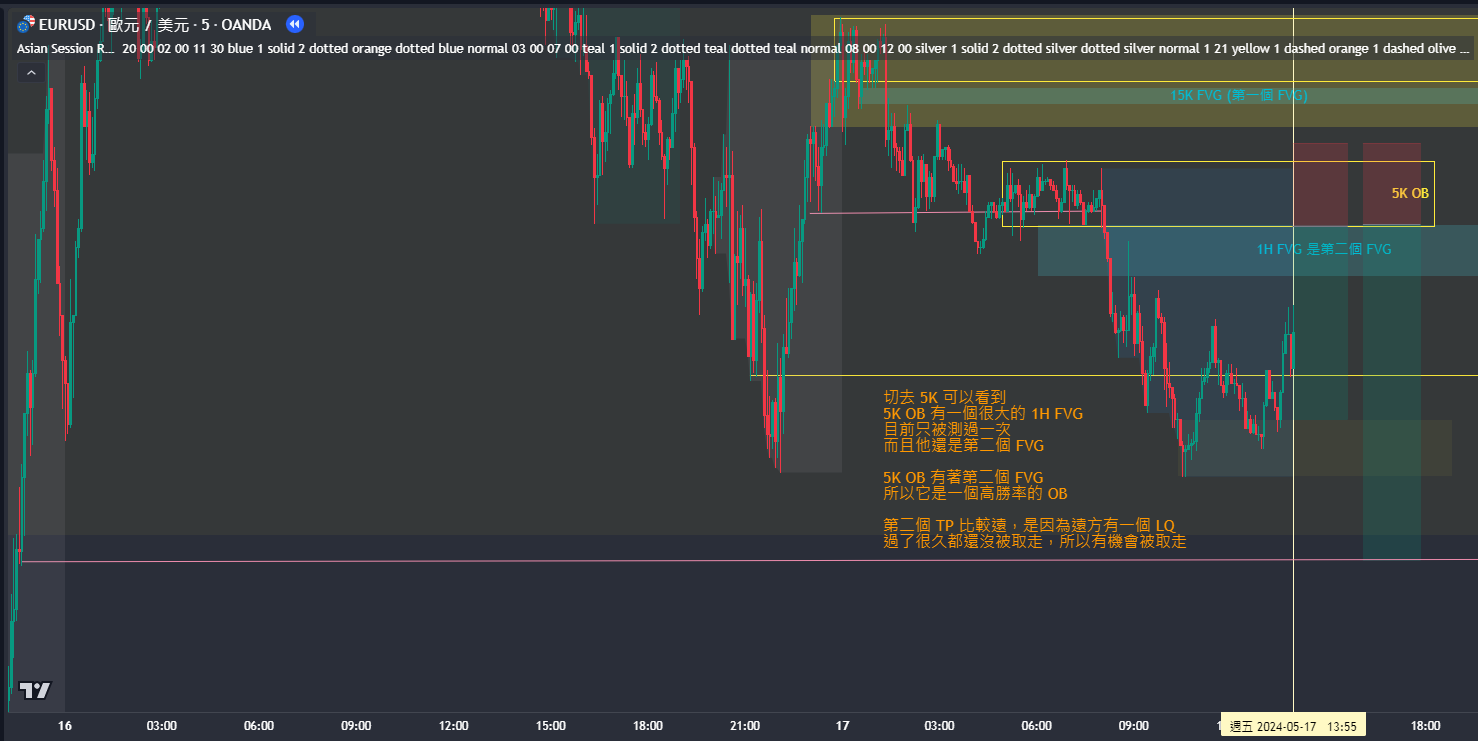 EURUSD · 歐元 / 美元 · 5 · OANDA
Asian Session R... 20 00 02 00 11 30 blue 1 solid 2 dotted orange dotted blue normal 03 00 07 00 teal 1 solid 2 dotted teal dotted teal normal 08 00 12 00 silver 1 solid 2 dotted silver dotted silver normal 1 21 yellow 1 dashed orange 1 dashed olive ...
15K FVG (第一個 FVG)
5K OB
1H FVG 是第二個 FVG
切去 5K 可以看到
5K OB 有一個很大的 1H FVG
目前只被測過一次
而且他還是第二個 FVG
5K OB 有著第二個 FVG
所以它是一個高勝率的 OB
第二個 TP 比較遠，是因為遠方有一個 LQ
過了很久都還沒被取走，所以有機會被取走
16 03:00 06:00 09:00 12:00 15:00 18:00 21:00 17 03:00 06:00 09:00 週五 2024-05-17 13:55 18:00